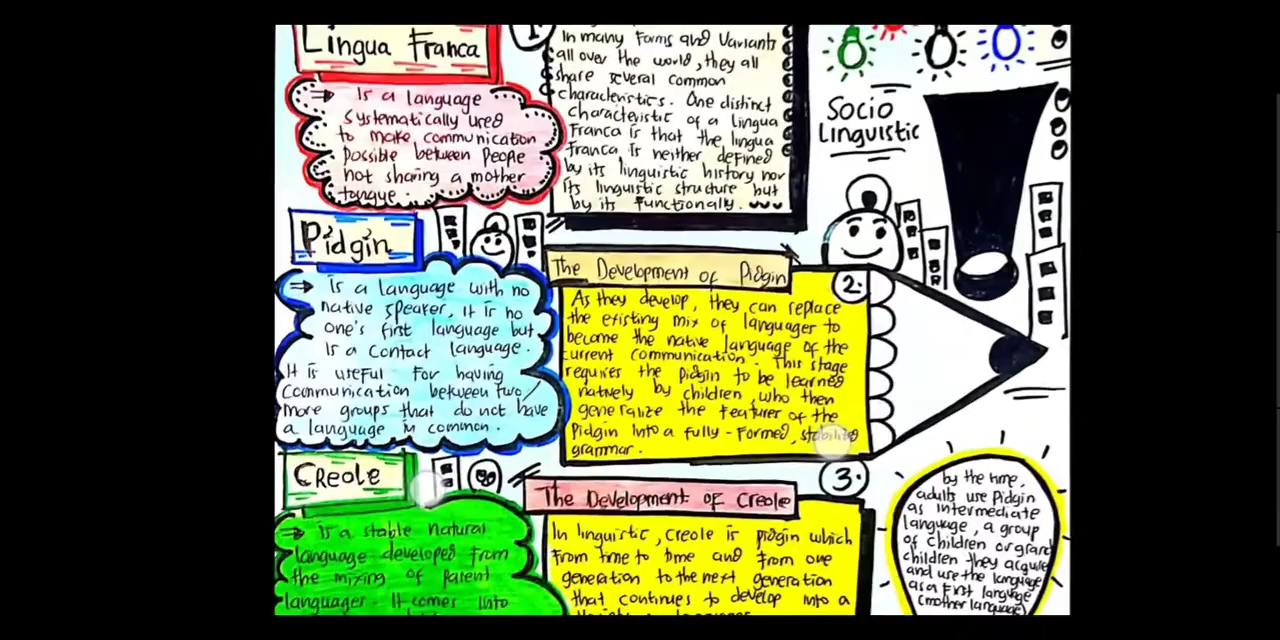 Lingua Franca
⇒ Is a language
systematically used
to make communication
possible between people
not sharing a mother
tongue.
1.
In many Forms and Variants
all over the world, they all
share several common
characteristics. One distinct
characteristic of a Lingua
Franca is that the lingua
Franca is neither defined
by its linguistic history nor
its linguistic structure but
by its Functionally.
Socio
Linguistic
Pidgin
⇒ Is a language with no
native speaker, it is no
one's first language but
is a contact language.
It is useful for having
communication between two/
more groups that do not have
a language in common.
The Development of Pidgin
2.
As they develop, they can replace
the existing mix of languages to
become the native language of the
current communication. This stage
requires the pidgin to be learned
natively by children, who then
generalize the features of the
Pidgin into a fully-Formed, stabilized
grammar.
Creole
⇒ is a stable natural
language developed from
the mixing of parent
languages. It comes into
The Development of Creole
3.
In linguistic, creole is pidgin which
From time to time and from one
generation to the next generation
that continues to develop into a
by the time,
adults use pidgin
as intermediate
language, a group
of children or grand
children they acquire
and use the language
as a first language
(mother language)